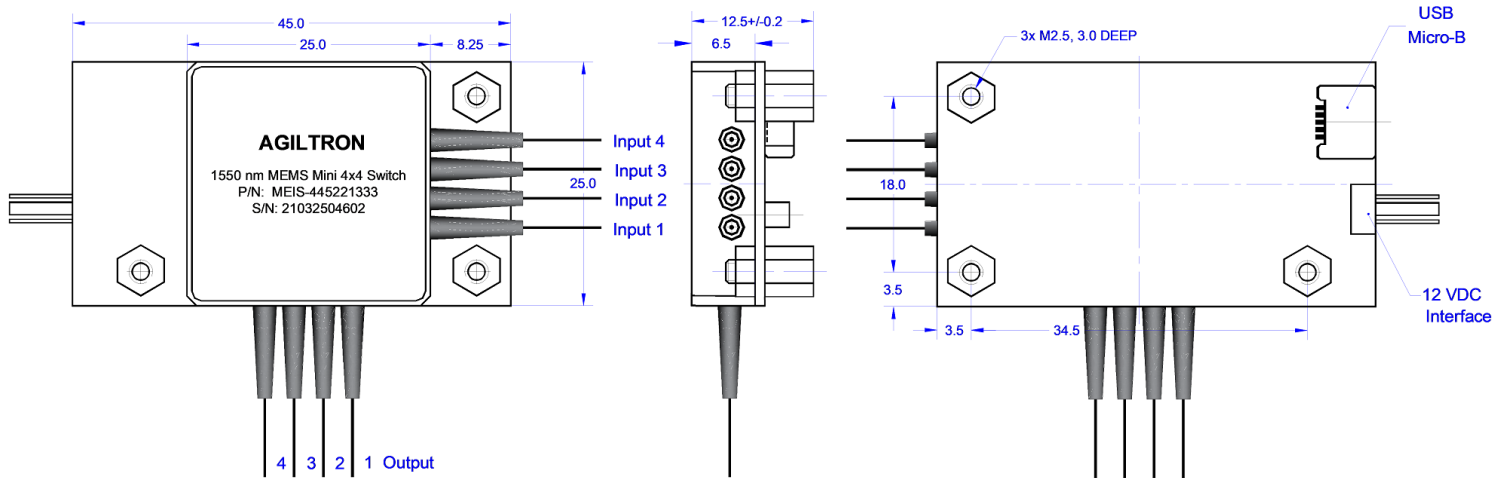 45.0
25.0
8.25
AGILTRON
1550 nm MEMS Mini 4x4 Switch
P/N: MEIS-445221333
S/N: 21032504602
Input 4
Input 3
Input 2
Input 1
25.0
4 3 2 1 Output
12.5+/-0.2
6.5
3x M2.5, 3.0 DEEP
USB
Micro-B
18.0
3.5
3.5
34.5
12 VDC
Interface